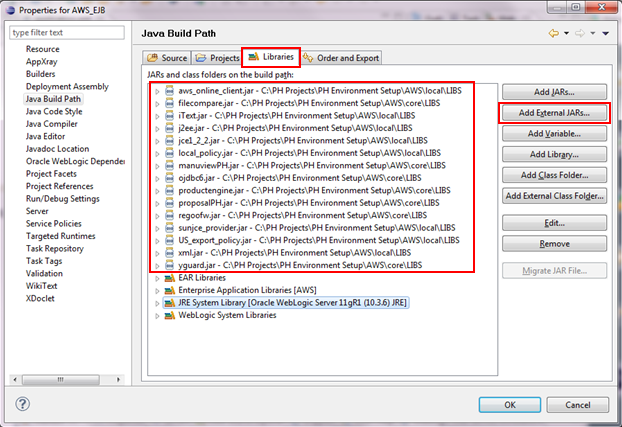 Properties for AWS_EJB
type filter text
Resource
AppXray
Builders
Deployment Assembly
Java Build Path
Java Code Style
Java Compiler
Java Editor
Javadoc Location
Oracle WebLogic Depender
Project Facets
Project References
Run/Debug Settings
Server
Service Policies
Targeted Runtimes
Task Repository
Task Tags
Validation
WikiText
XDoclet
Java Build Path
Source
Projects
Libraries
Order and Export
JARs and class folders on the build path:
aws_online_client.jar - C:\PH Projects\PH Environment Setup\AWS\local\LIBS
filecompare.jar - C:\PH Projects\PH Environment Setup\AWS\core\LIBS
iText.jar - C:\PH Projects\PH Environment Setup\AWS\local\LIBS
j2ee.jar - C:\PH Projects\PH Environment Setup\AWS\local\LIBS
jce1_2_2.jar - C:\PH Projects\PH Environment Setup\AWS\local\LIBS
local_policy.jar - C:\PH Projects\PH Environment Setup\AWS\local\LIBS
manuviewPH.jar - C:\PH Projects\PH Environment Setup\AWS\core\LIBS
ojdbc6.jar - C:\PH Projects\PH Environment Setup\AWS\core\LIBS
productengine.jar - C:\PH Projects\PH Environment Setup\AWS\core\LIBS
proposalPH.jar - C:\PH Projects\PH Environment Setup\AWS\core\LIBS
regoofw.jar - C:\PH Projects\PH Environment Setup\AWS\core\LIBS
sunjce_provider.jar - C:\PH Projects\PH Environment Setup\AWS\local\LIBS
US_export_policy.jar - C:\PH Projects\PH Environment Setup\AWS\local\LIBS
xml.jar - C:\PH Projects\PH Environment Setup\AWS\local\LIBS
yguard.jar - C:\PH Projects\PH Environment Setup\AWS\core\LIBS
EAR Libraries
Enterprise Application Libraries [AWS]
JRE System Library [Oracle WebLogic Server 11gR1 (10.3.6) JRE]
WebLogic System Libraries
Add JARs...
Add External JARs...
Add Variable...
Add Library...
Add Class Folder...
Add External Class Folder...
Edit...
Remove
Migrate JAR File...
OK
Cancel